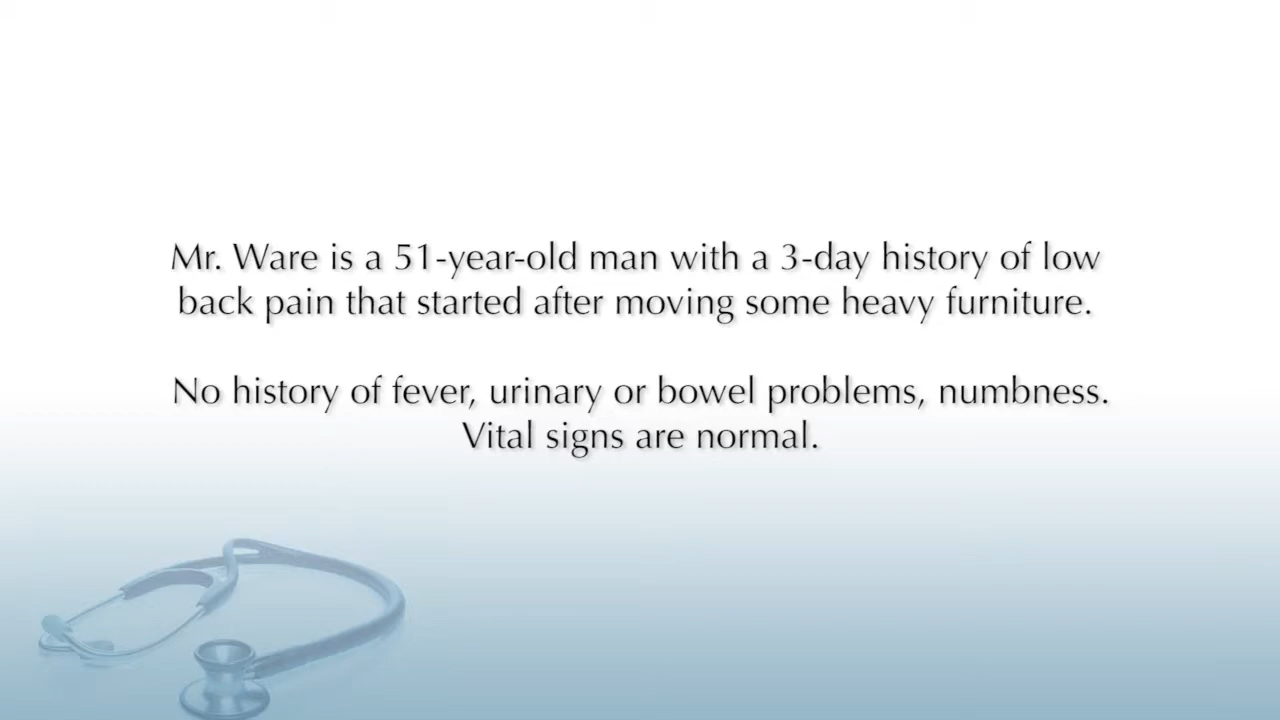 Mr. Ware is a 51-year-old man with a 3-day history of low
back pain that started after moving some heavy furniture.
No history of fever, urinary or bowel problems, numbness.
Vital signs are normal.